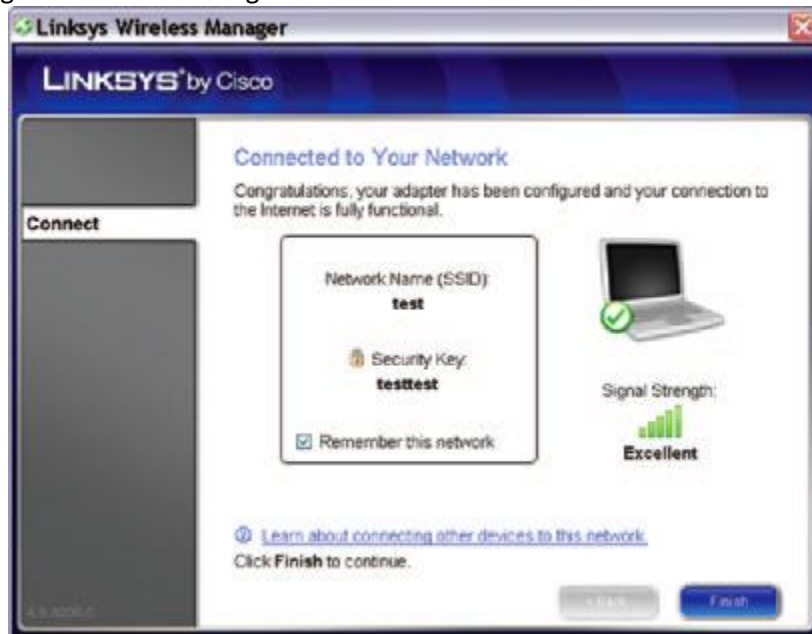 Linksys Wireless Manager
LINKSYS® by Cisco
Connect
Connected to Your Network
Congratulations, your adapter has been configured and your connection to
the Internet is fully functional.
Network Name (SSID):
test
Security Key:
testtest
Remember this network
Signal Strength:
Excellent
Learn about connecting other devices to this network.
Click Finish to continue.
Finish